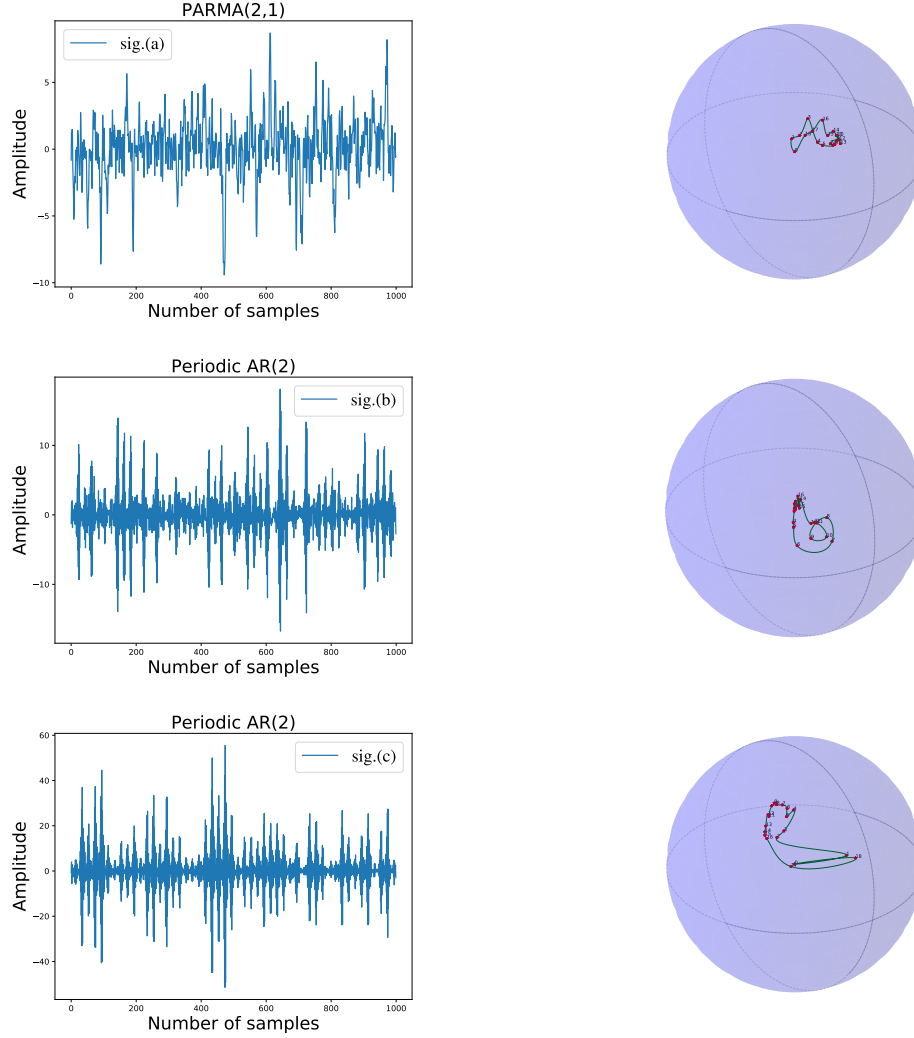 PARMA(2,1)
sig.(a)
5
0
−5
−10
Amplitude
0 200 400 600 800 1000
Number of samples
Periodic AR(2)
sig.(b)
10
0
−10
Amplitude
0 200 400 600 800 1000
Number of samples
Periodic AR(2)
sig.(c)
60
40
20
0
−20
−40
Amplitude
0 200 400 600 800 1000
Number of samples